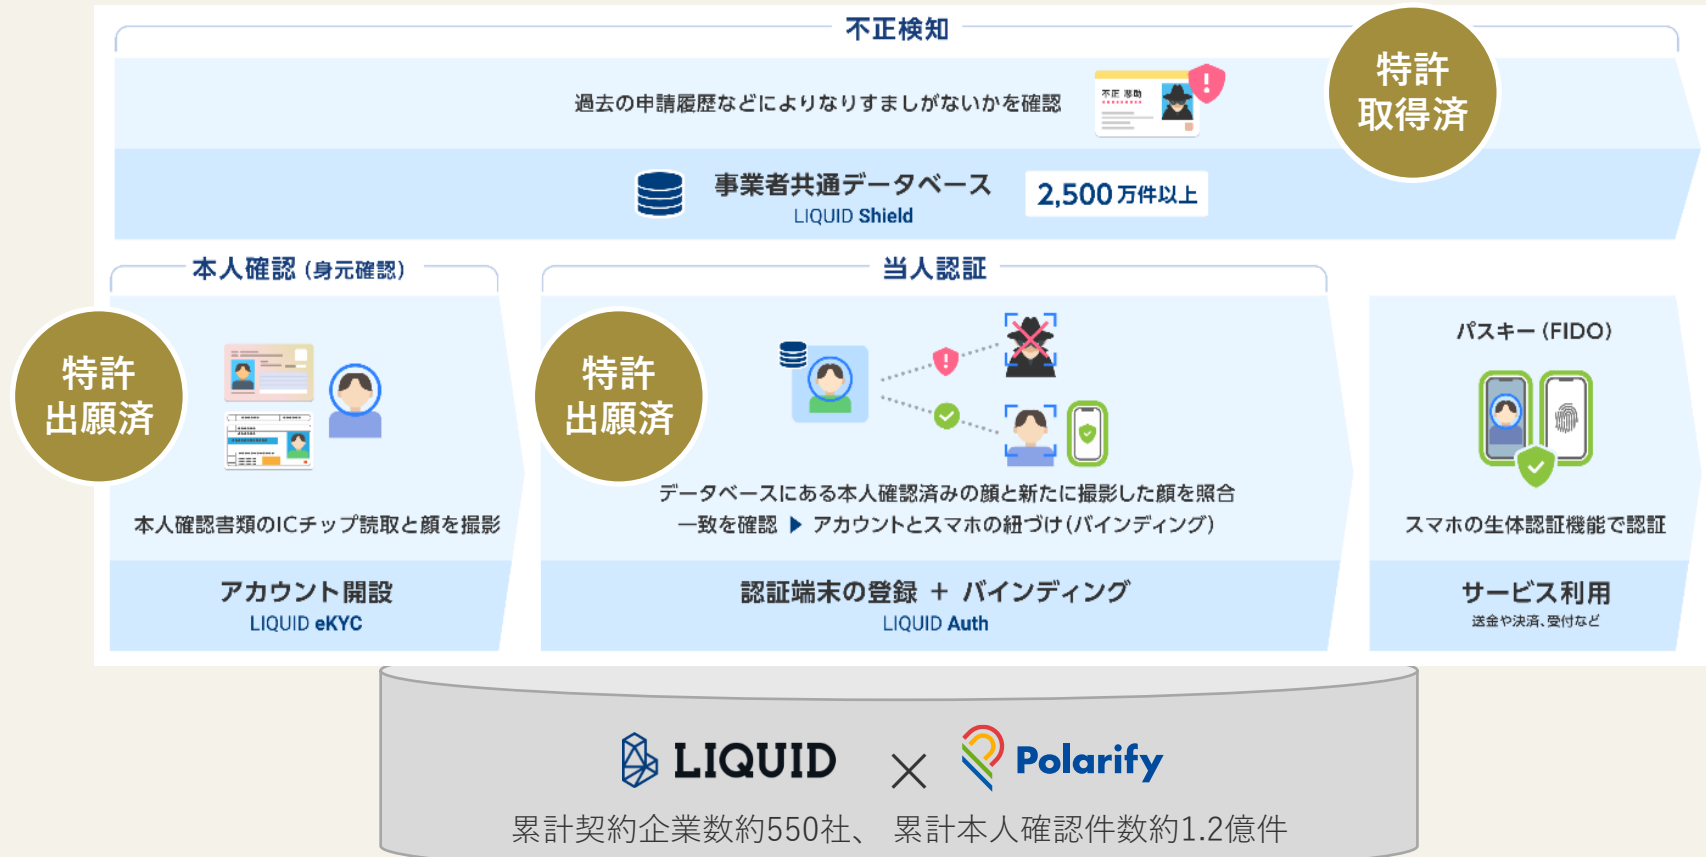 不正検知
特許
取得済
過去の申請履歴などによりなりすましがないかを確認
不正 悪助
事業者共通データベース
2,500万件以上
LIQUID Shield
本人確認 (身元確認)
特許
出願済
本人確認書類のICチップ読取と顔を撮影
アカウント開設
LIQUID eKYC
当人認証
特許
出願済
データベースにある本人確認済みの顔と新たに撮影した顔を照合
一致を確認 ▶ アカウントとスマホの紐づけ(バインディング)
認証端末の登録 + バインディング
LIQUID Auth
パスキー (FIDO)
スマホの生体認証機能で認証
サービス利用
送金や決済、受付など
LIQUID × Polarify
累計契約企業数約550社、 累計本人確認件数約1.2億件